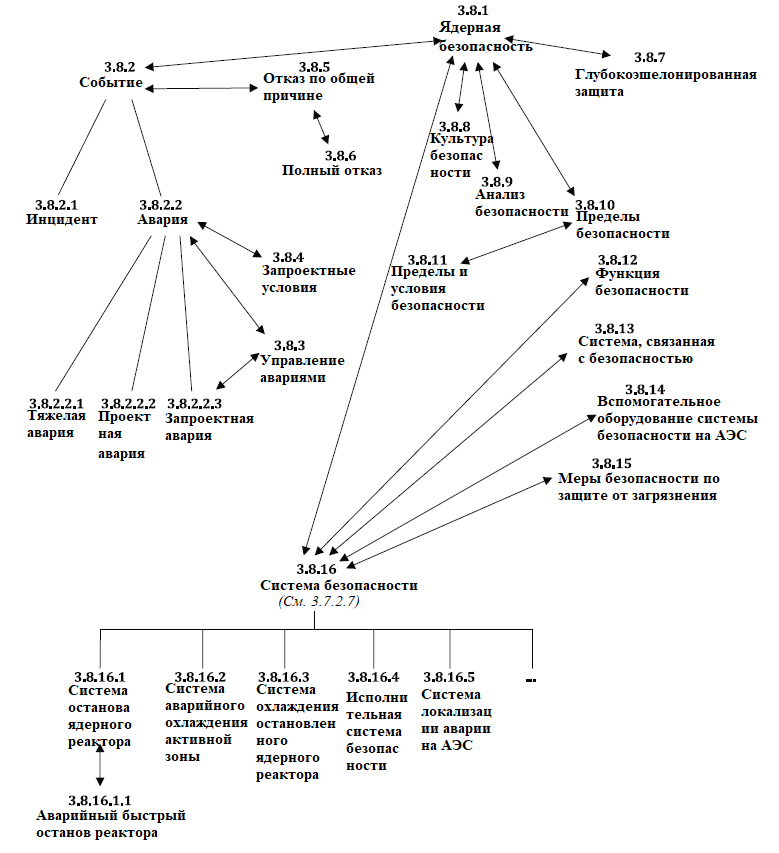 3.8.1
Ядерная
безопасность
3.8.2
Событие
3.8.5
Отказ по общей
причине
3.8.7
Глубокоэшелонированная
защита
3.8.6
Полный отказ
3.8.8
Культура
безопас
ности
3.8.9
Анализ
безопасности
3.8.2.1
Инцидент
3.8.2.2
Авария
3.8.10
Пределы
безопасности
3.8.4
Запроектные
условия
3.8.11
Пределы и
условия
безопасности
3.8.12
Функция
безопасности
3.8.3
Управление
авариями
3.8.13
Система, связанная
с безопасностью
3.8.2.2.1
Тяжелая
авария
3.8.2.2.2
Проект
ная
авария
3.8.2.2.3
Запроектная
авария
3.8.14
Вспомогательное
оборудование системы
безопасности на АЭС
3.8.15
Меры безопасности по
защите от загрязнения
3.8.16
Система безопасности
(См. 3.7.2.7)
3.8.16.1
Система
останова
ядерного
реактора
3.8.16.2
Система
аварийного
охлаждения
активной
зоны
3.8.16.3
Система
охлаждения
остановлен
ного
ядерного
реактора
3.8.16.4
Исполни
тельная
система
безопас
ности
3.8.16.5
Система
локализац
ии аварии
на АЭС
...
3.8.16.1.1
Аварийный быстрый
останов реактора